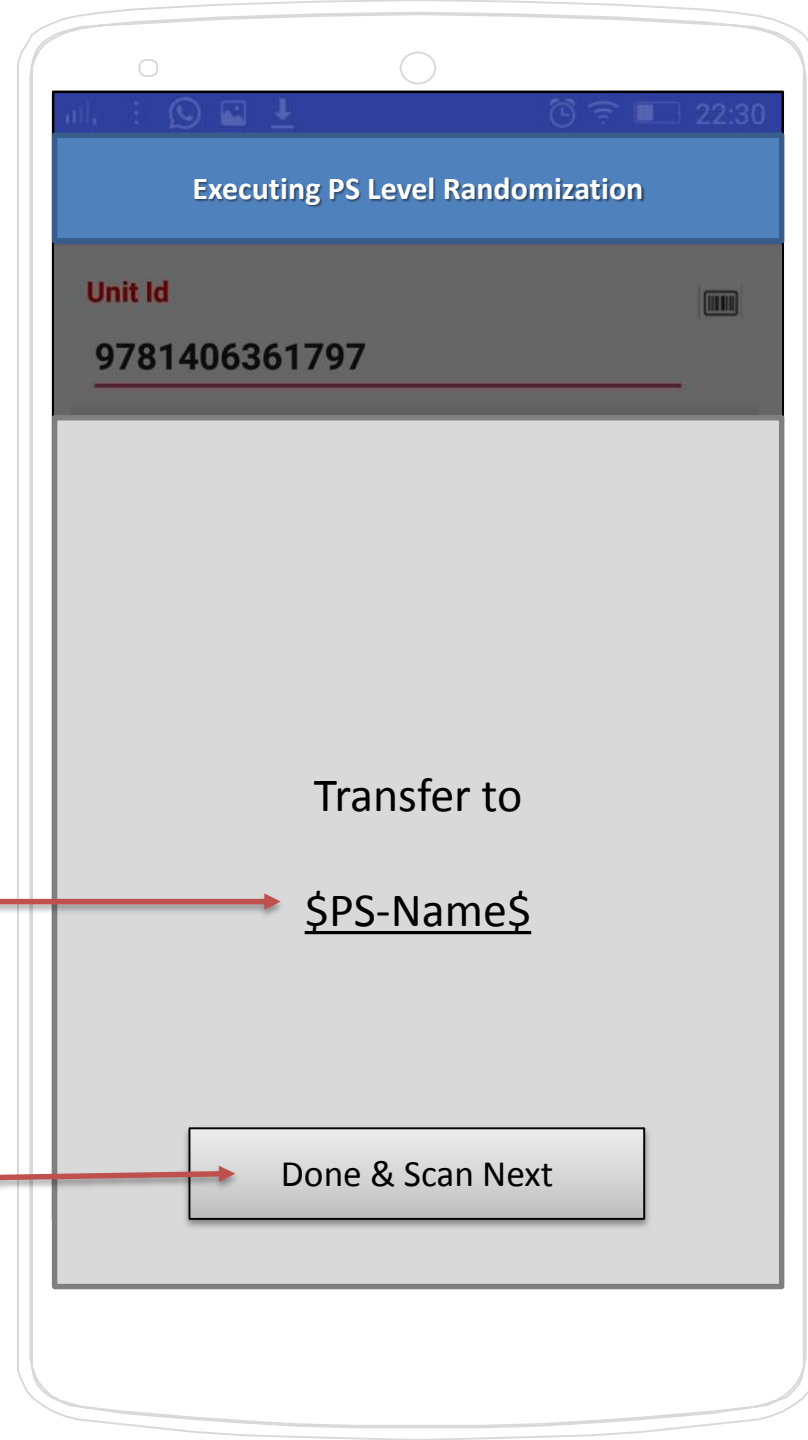 22:30
Executing PS Level Randomization
Unit Id
9781406361797
Transfer to
$PS-Name$
Done & Scan Next